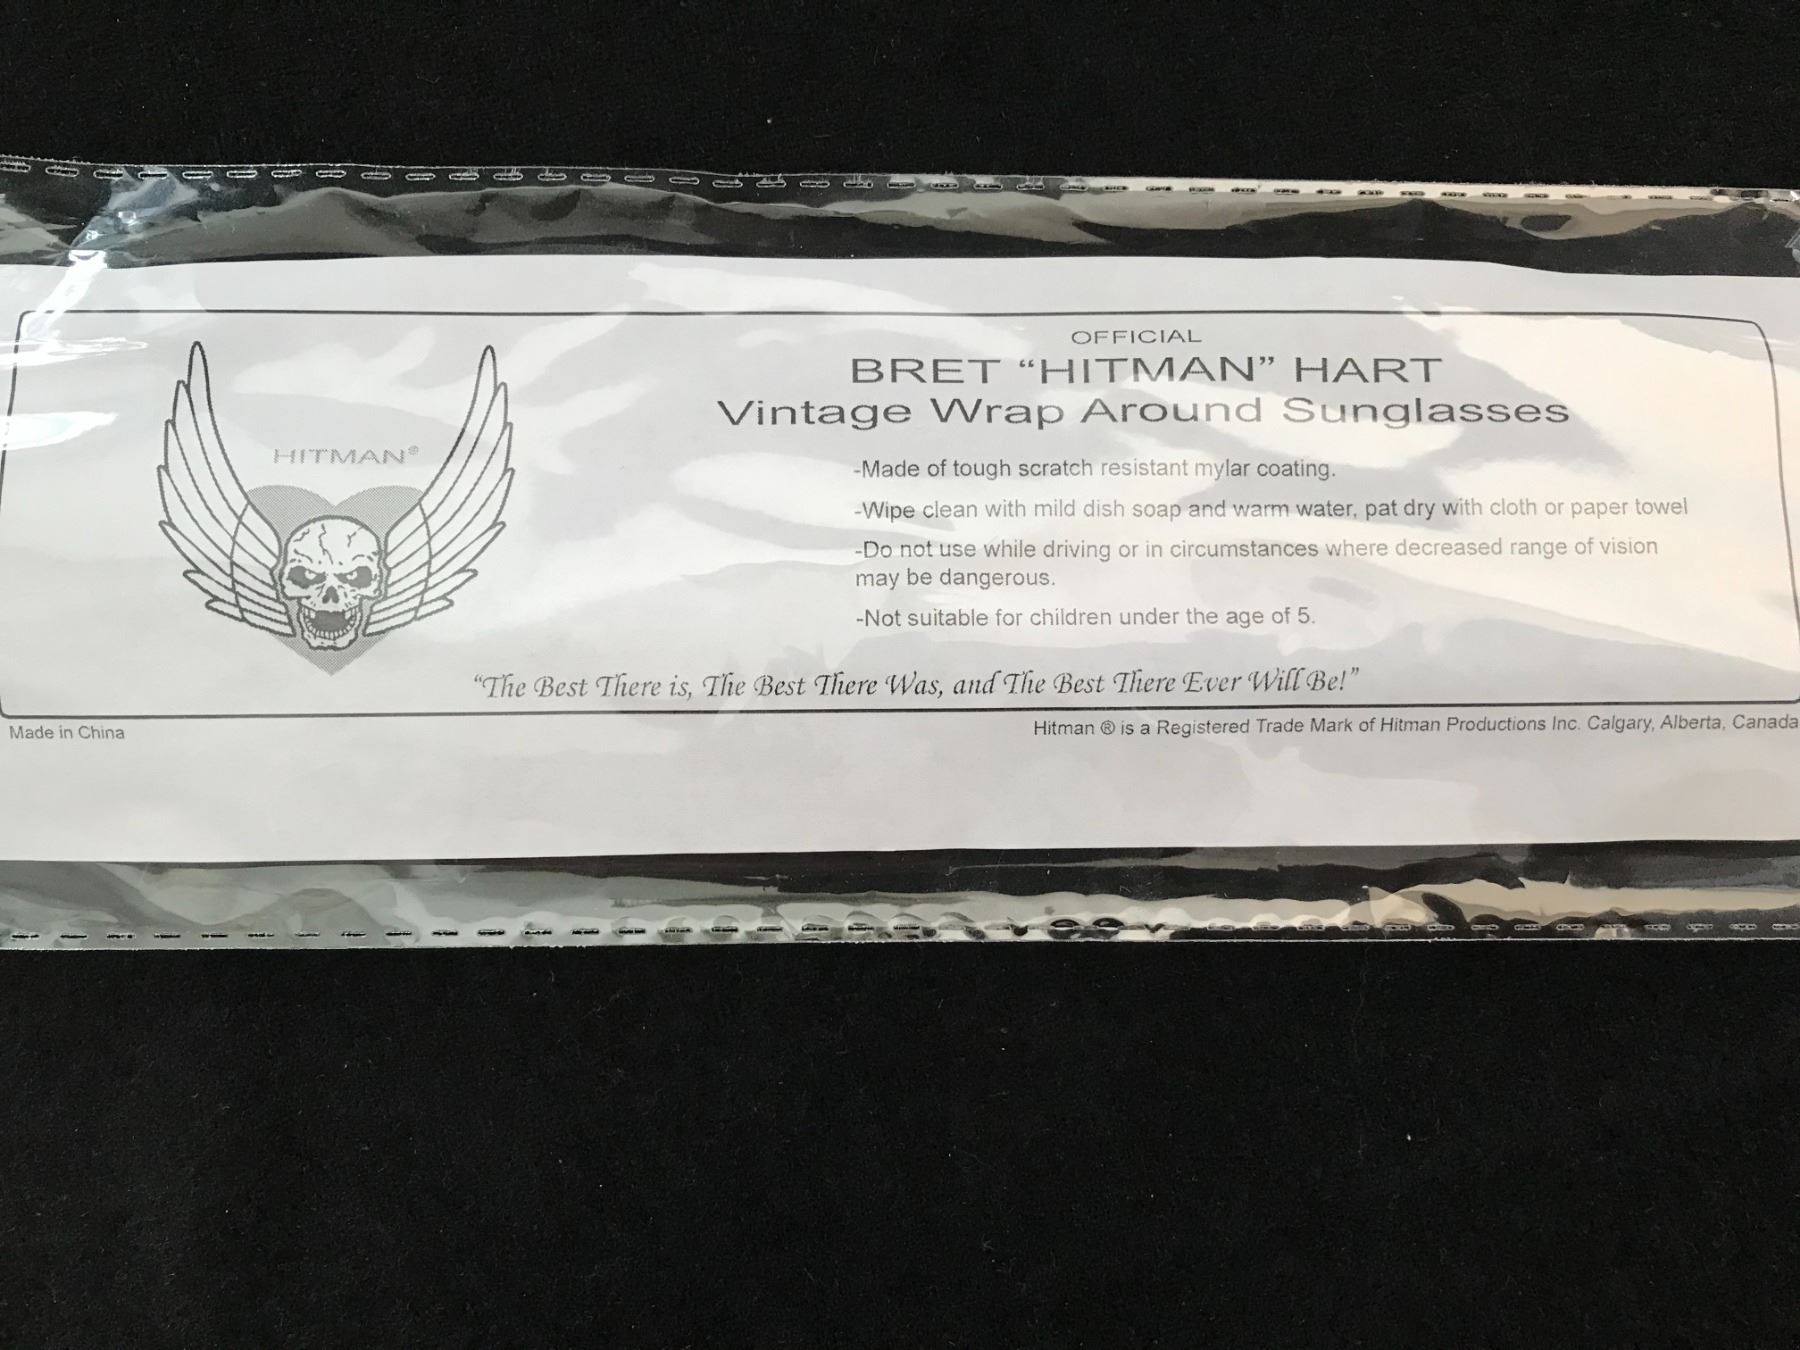 OFFICIAL
BRET “HITMAN” HART
Vintage Wrap Around Sunglasses
HITMAN®
-Made of tough scratch resistant mylar coating.
-Wipe clean with mild dish soap and warm water, pat dry with cloth or paper towel
-Do not use while driving or in circumstances where decreased range of vision
may be dangerous.
-Not suitable for children under the age of 5.
“The Best There is, The Best There Was, and The Best There Ever Will Be!”
Made in China
Hitman ® is a Registered Trade Mark of Hitman Productions Inc. Calgary, Alberta, Canada